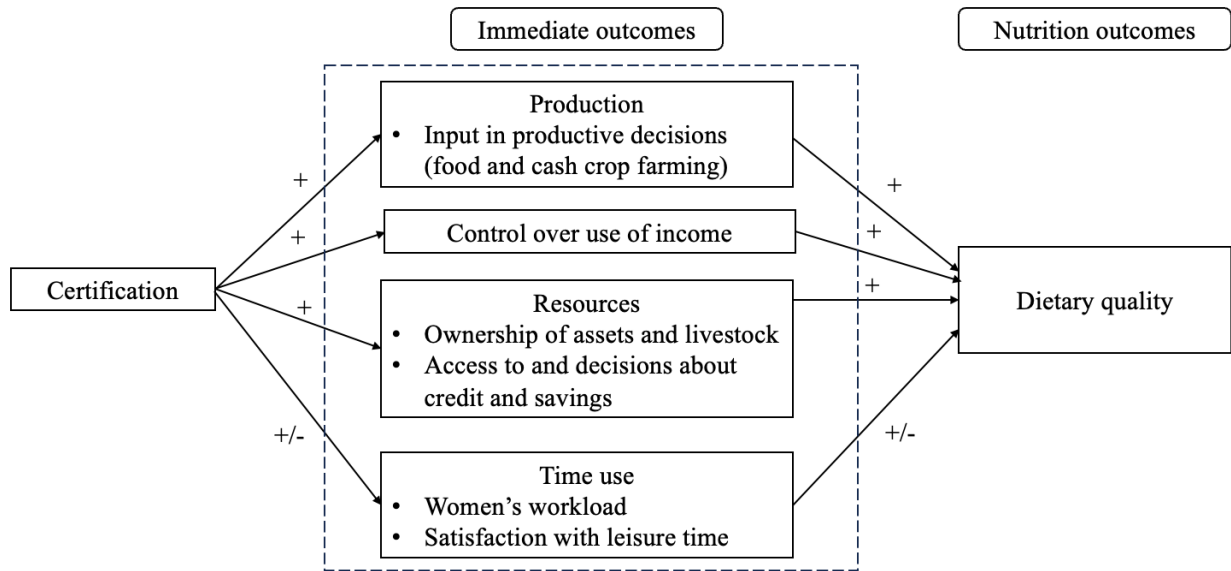 Immediate outcomes
Nutrition outcomes
Production
• Input in productive decisions
(food and cash crop farming)
+
+
+
Control over use of income
+
Certification
+
Resources
• Ownership of assets and livestock
• Access to and decisions about
credit and savings
+
Dietary quality
+/-
Time use
• Women’s workload
• Satisfaction with leisure time
+/-